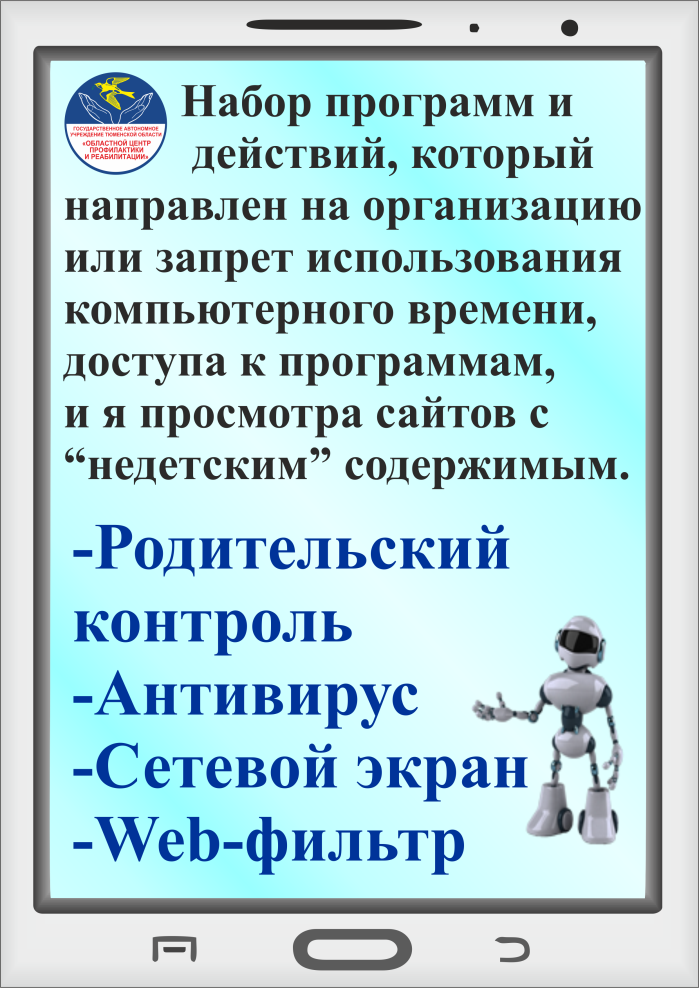 ГОСУДАРСТВЕННОЕ АВТОНОМНОЕ
УЧРЕЖДЕНИЕ ТЮМЕНСКОЙ ОБЛАСТИ
«ОБЛАСТНОЙ ЦЕНТР
ПРОФИЛАКТИКИ
И РЕАБИЛИТАЦИИ»
Набор программ и
действий, который
направлен на организацию
или запрет использования
компьютерного времени,
доступа к программам,
и я просмотра сайтов с
“недетским” содержимым.
-Родительский
контроль
-Антивирус
-Сетевой экран
-Web-фильтр